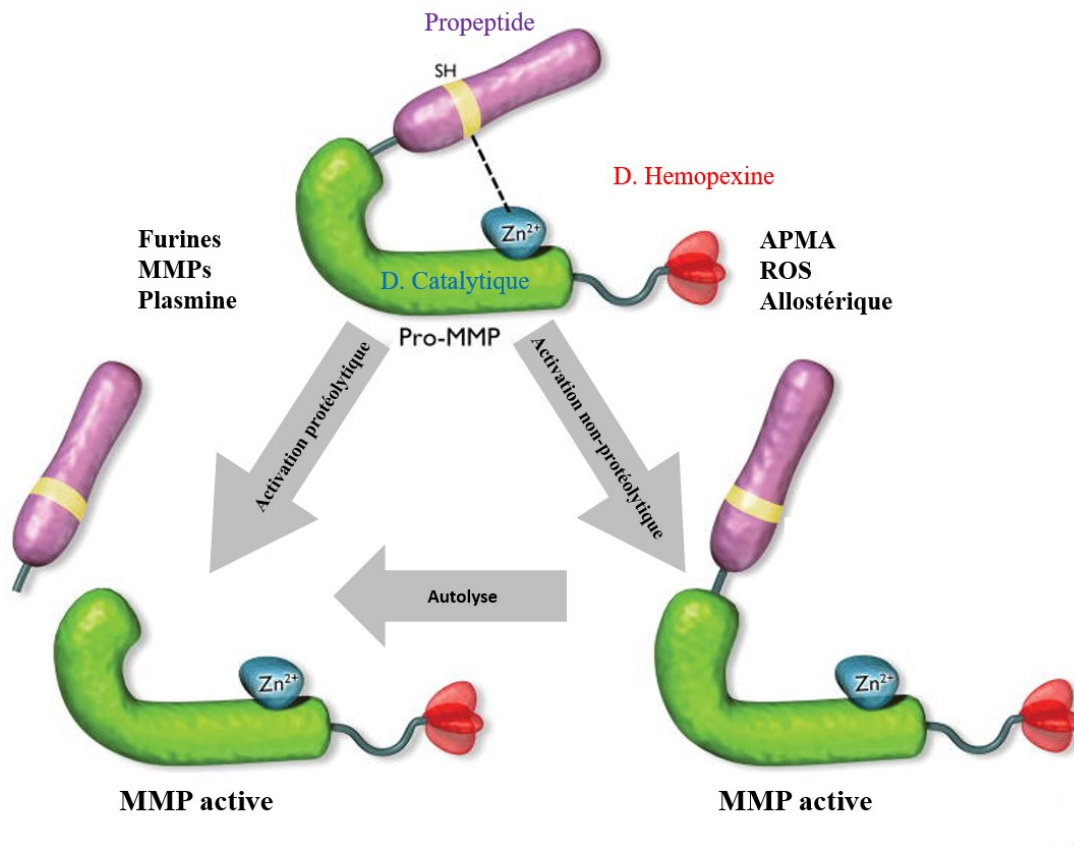 Propeptide
SH
D. Hemopexine
Zn²⁺
Furines
MMPs
Plasmine
APMA
ROS
Allostérique
D. Catalytique
Pro-MMP
Activation protéolytique
Activation non-protéolytique
Autolyse
Zn²⁺
Zn²⁺
MMP active
MMP active